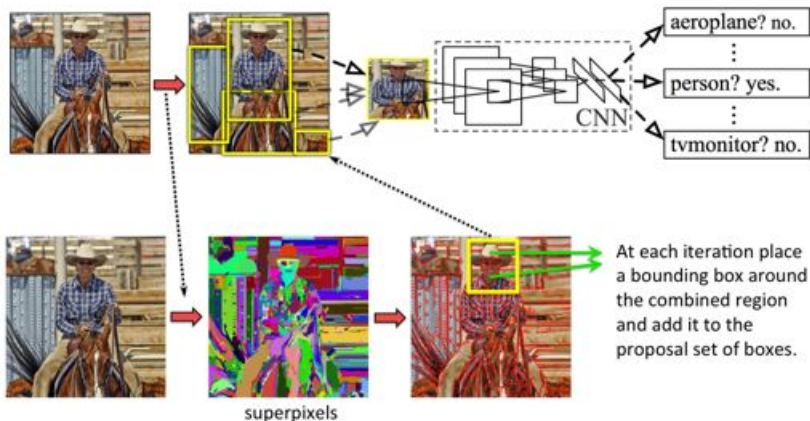 aeroplane? no.
⋮
person? yes.
⋮
CNN
tvmonitor? no.
At each iteration place
a bounding box around
the combined region
and add it to the
proposal set of boxes.
superpixels